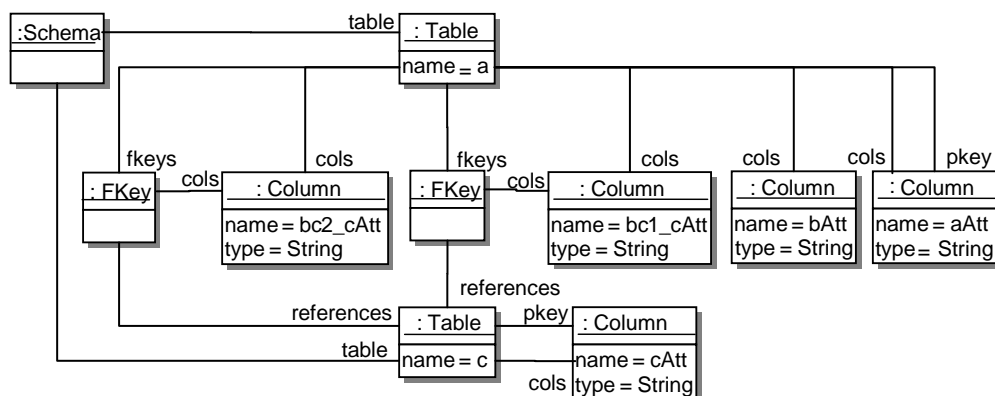 :Schema
table
: Table
name = a
fkeys
cols
fkeys
cols
cols
cols
pkey
: FKey
cols
: Column
name = bc2_cAtt
type = String
: FKey
cols
: Column
name = bc1_cAtt
type = String
: Column
name = bAtt
type = String
: Column
name = aAtt
type = String
references
references
pkey
: Table
name = c
table
: Column
name = cAtt
type = String
cols